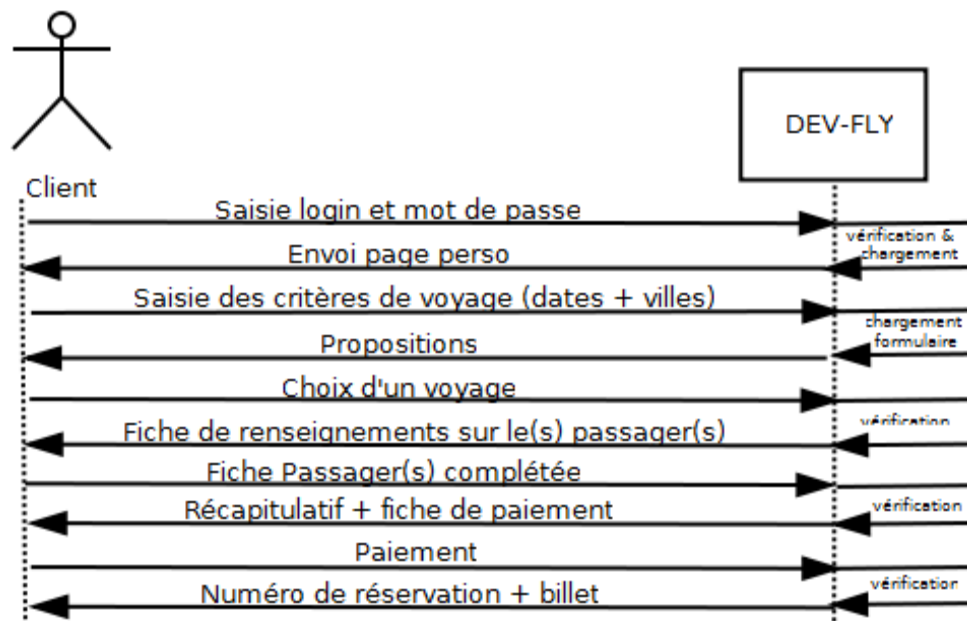 DEV-FLY
Client
Saisie login et mot de passe
vérification &
chargement
Envoi page perso
Saisie des critères de voyage (dates + villes)
chargement
formulaire
Propositions
Choix d'un voyage
vérification
Fiche de renseignements sur le(s) passager(s)
Fiche Passager(s) complétée
vérification
Récapitulatif + fiche de paiement
Paiement
vérification
Numéro de réservation + billet